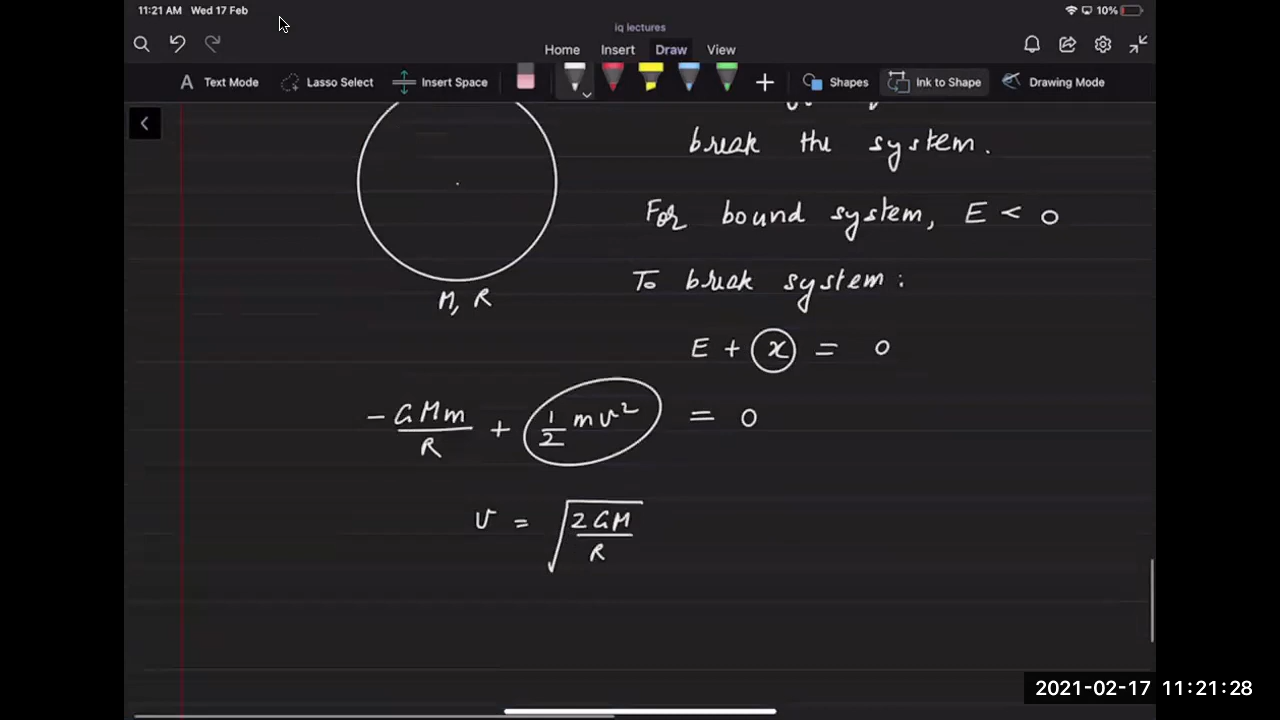 11:21 AM Wed 17 Feb
10%
iq lectures
Home Insert Draw View
A Text Mode Lasso Select Insert Space Shapes Ink to Shape Drawing Mode
break the system.
For bound system, E < 0
To break system:
M, R
E + x = 0
-GMm/R + 1/2 mv² = 0
v = √(2GM/R)
2021-02-17 11:21:28